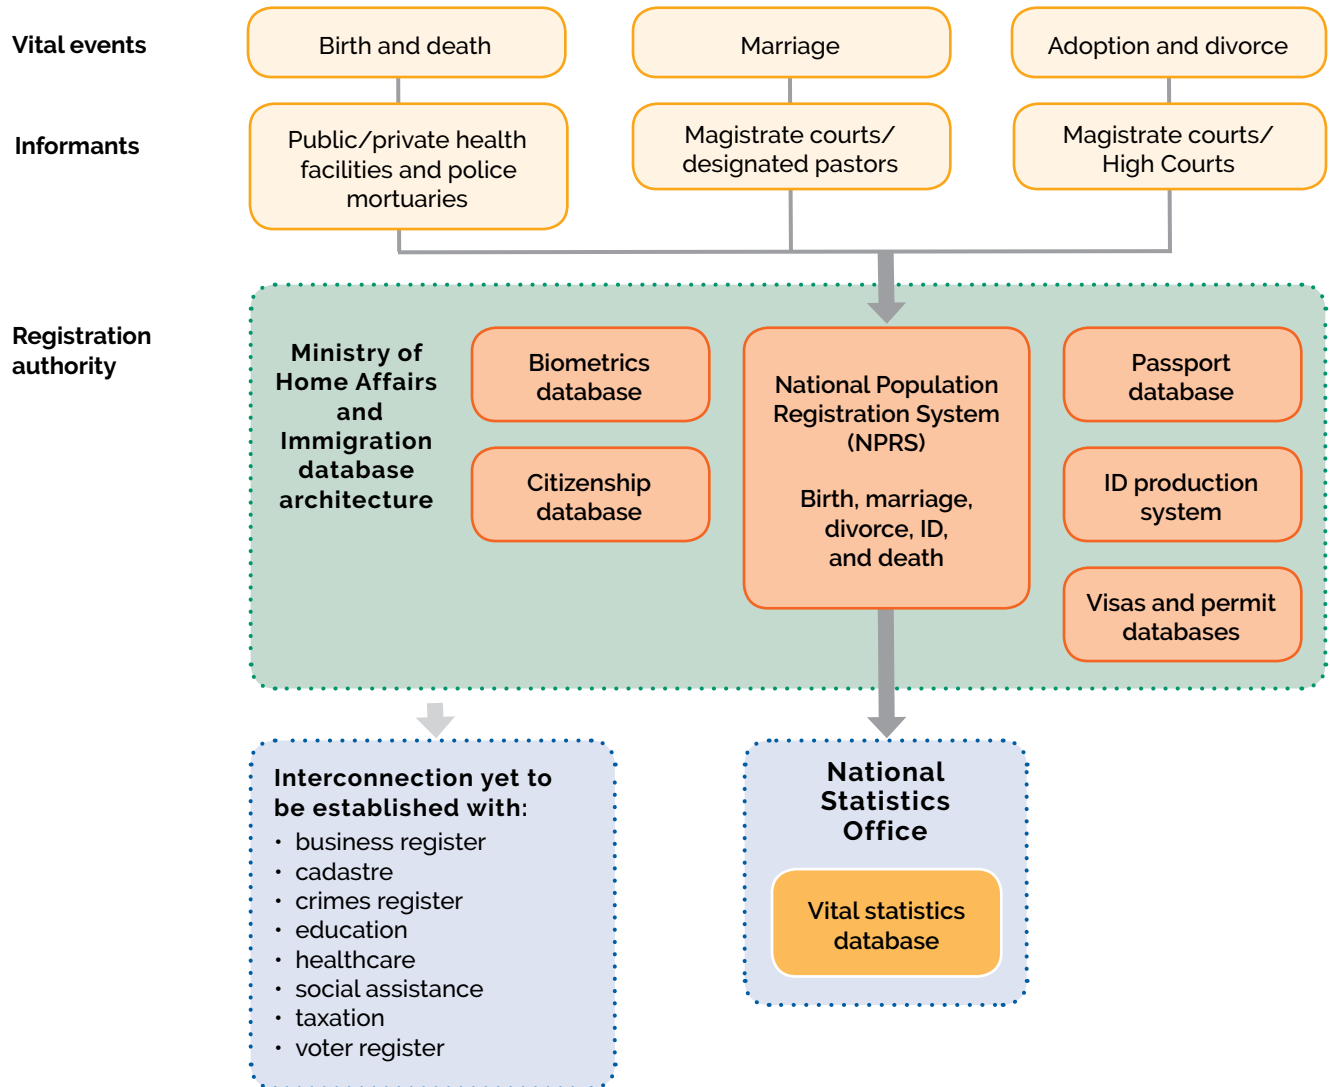 Vital events
Birth and death
Marriage
Adoption and divorce
Informants
Public/private health
facilities and police
mortuaries
Magistrate courts/
designated pastors
Magistrate courts/
High Courts
Registration
authority
Ministry of
Home Affairs
and
Immigration
database
architecture
Biometrics
database
Citizenship
database
National Population
Registration System
(NPRS)
Birth, marriage,
divorce, ID,
and death
Passport
database
ID production
system
Visas and permit
databases
Interconnection yet to
be established with:
• business register
• cadastre
• crimes register
• education
• healthcare
• social assistance
• taxation
• voter register
National
Statistics
Office
Vital statistics
database